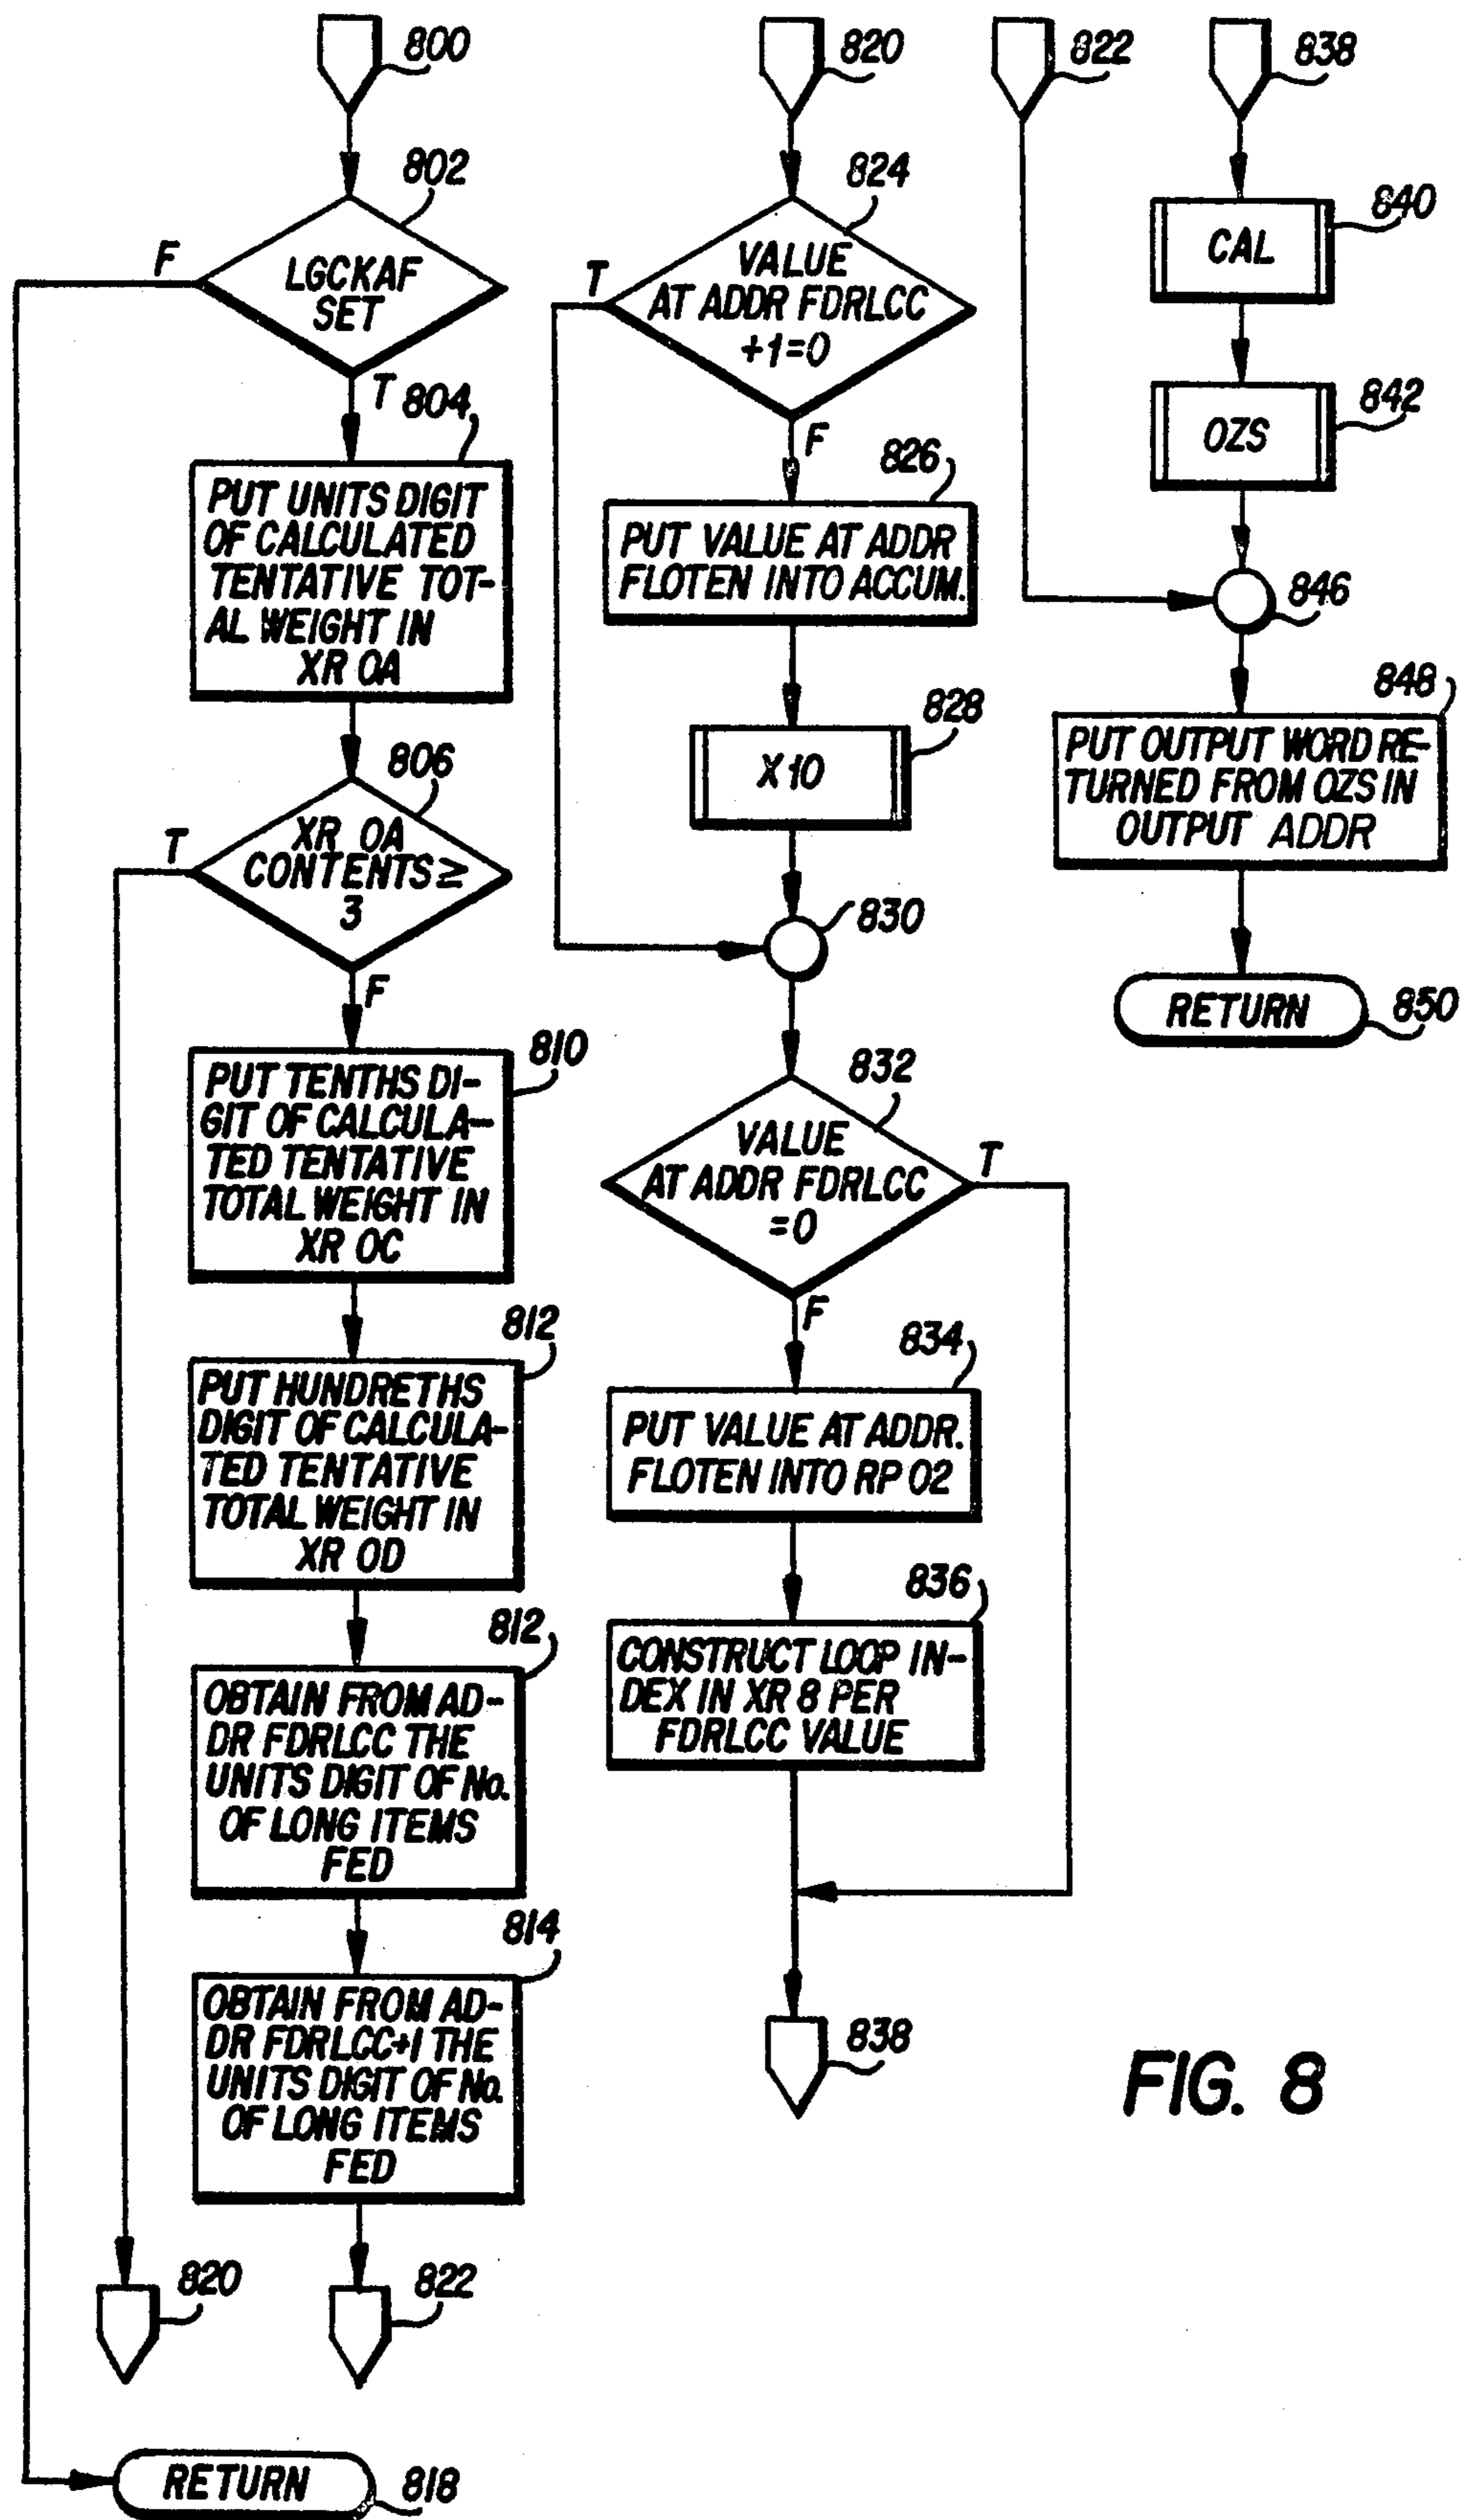 800
802
F
LGCKAF
SET
T 804
PUT UNITS DIGIT
OF CALCULATED
TENTATIVE TOT-
AL WEIGHT IN
XR OA
806
T
XR OA
CONTENTS ≥
3
F
810
PUT TENTHS DI-
GIT OF CALCULA-
TED TENTATIVE
TOTAL WEIGHT IN
XR OC
812
PUT HUNDRETHS
DIGIT OF CALCULA-
TED TENTATIVE
TOTAL WEIGHT IN
XR OD
812
OBTAIN FROM AD-
DR FDRLCC THE
UNITS DIGIT OF No.
OF LONG ITEMS
FED
814
OBTAIN FROM AD-
DR FDRLCC+1 THE
UNITS DIGIT OF No.
OF LONG ITEMS
FED
820
822
RETURN
818
820
824
T
VALUE
AT ADDR FDRLCC
+1=0
F
826
PUT VALUE AT ADDR
FLOTEN INTO ACCUM.
828
X10
830
832
VALUE
AT ADDR FDRLCC
=0
T
F
834
PUT VALUE AT ADDR.
FLOTEN INTO RP 02
836
CONSTRUCT LOOP IN-
DEX IN XR 8 PER
FDRLCC VALUE
838
822
838
840
CAL
842
OZS
846
848
PUT OUTPUT WORD RE-
TURNED FROM OZS IN
OUTPUT ADDR
RETURN
850
FIG. 8